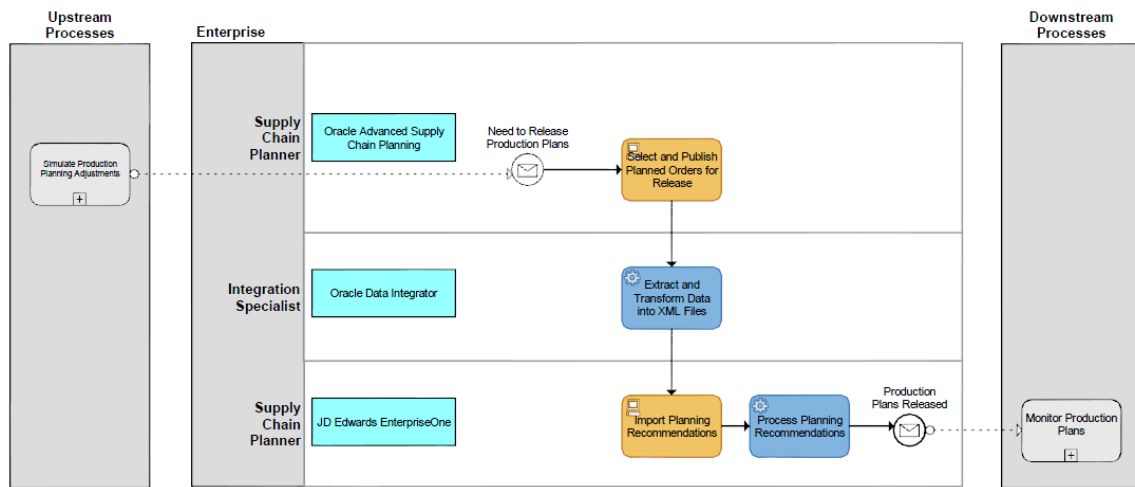 Upstream
Processes
Enterprise
Downstream
Processes
Supply
Chain
Planner
Oracle Advanced Supply
Chain Planning
Need to Release
Production Plans
Select and Publish
Planned Orders for
Release
Simulate Production
Planning Adjustments
Integration
Specialist
Oracle Data Integrator
Extract and
Transform Data
into XML Files
Supply
Chain
Planner
JD Edwards EnterpriseOne
Import Planning
Recommendations
Process Planning
Recommendations
Production
Plans Released
Monitor Production
Plans